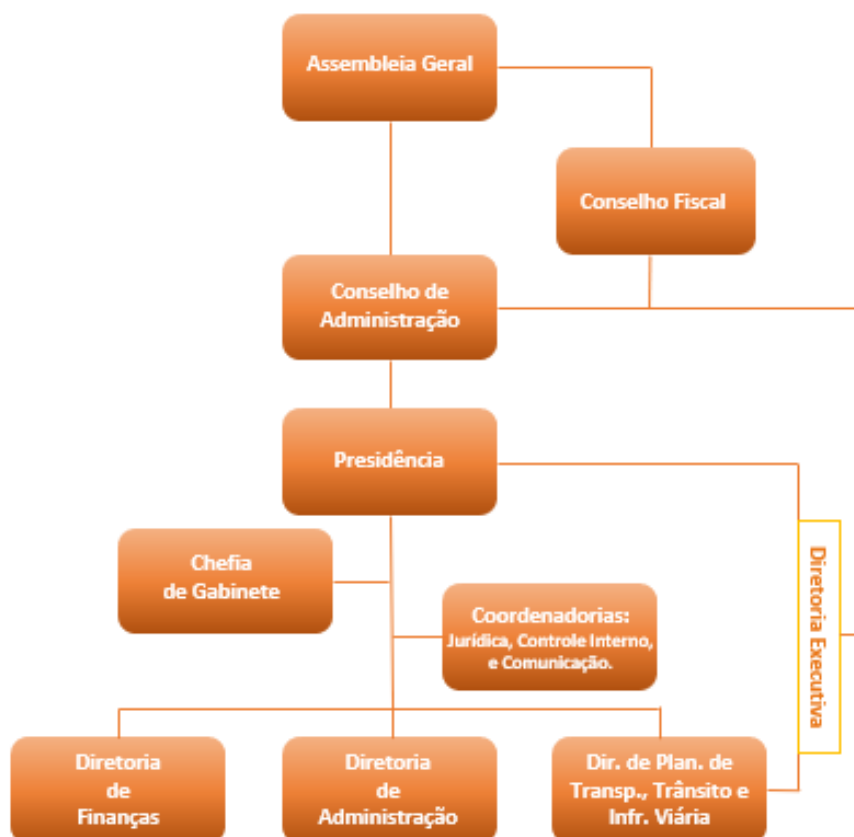 Assembleia Geral
Conselho Fiscal
Conselho de
Administração
Presidência
Chefia
de Gabinete
Coordenadorias:
Jurídica, Controle Interno,
e Comunicação.
Diretoria Executiva
Diretoria
de
Finanças
Diretoria
de
Administração
Dir. de Plan. de
Transp., Trânsito e
Infr. Viária